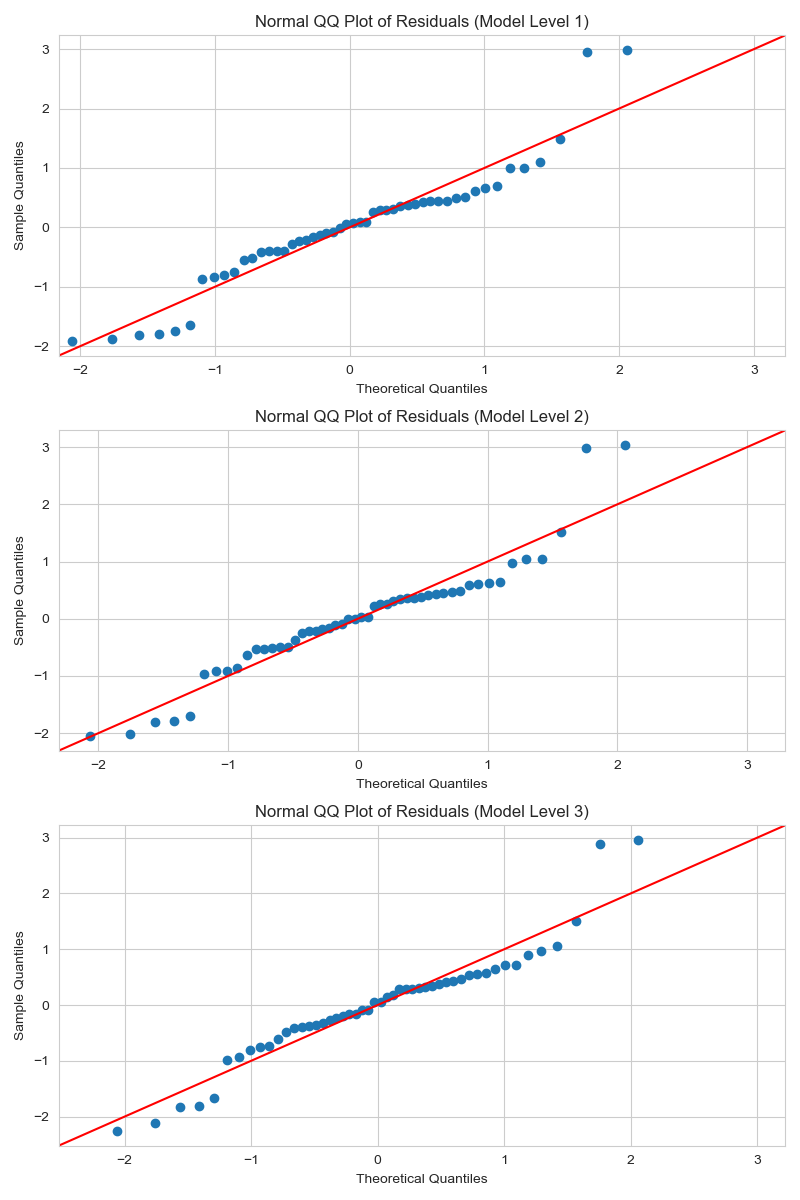 Normal QQ Plot of Residuals (Model Level 1)
3
2
1
0
−1
−2
Sample Quantiles
−2 −1 0 1 2 3
Theoretical Quantiles
Normal QQ Plot of Residuals (Model Level 2)
3
2
1
0
−1
−2
Sample Quantiles
−2 −1 0 1 2 3
Theoretical Quantiles
Normal QQ Plot of Residuals (Model Level 3)
3
2
1
0
−1
−2
Sample Quantiles
−2 −1 0 1 2 3
Theoretical Quantiles